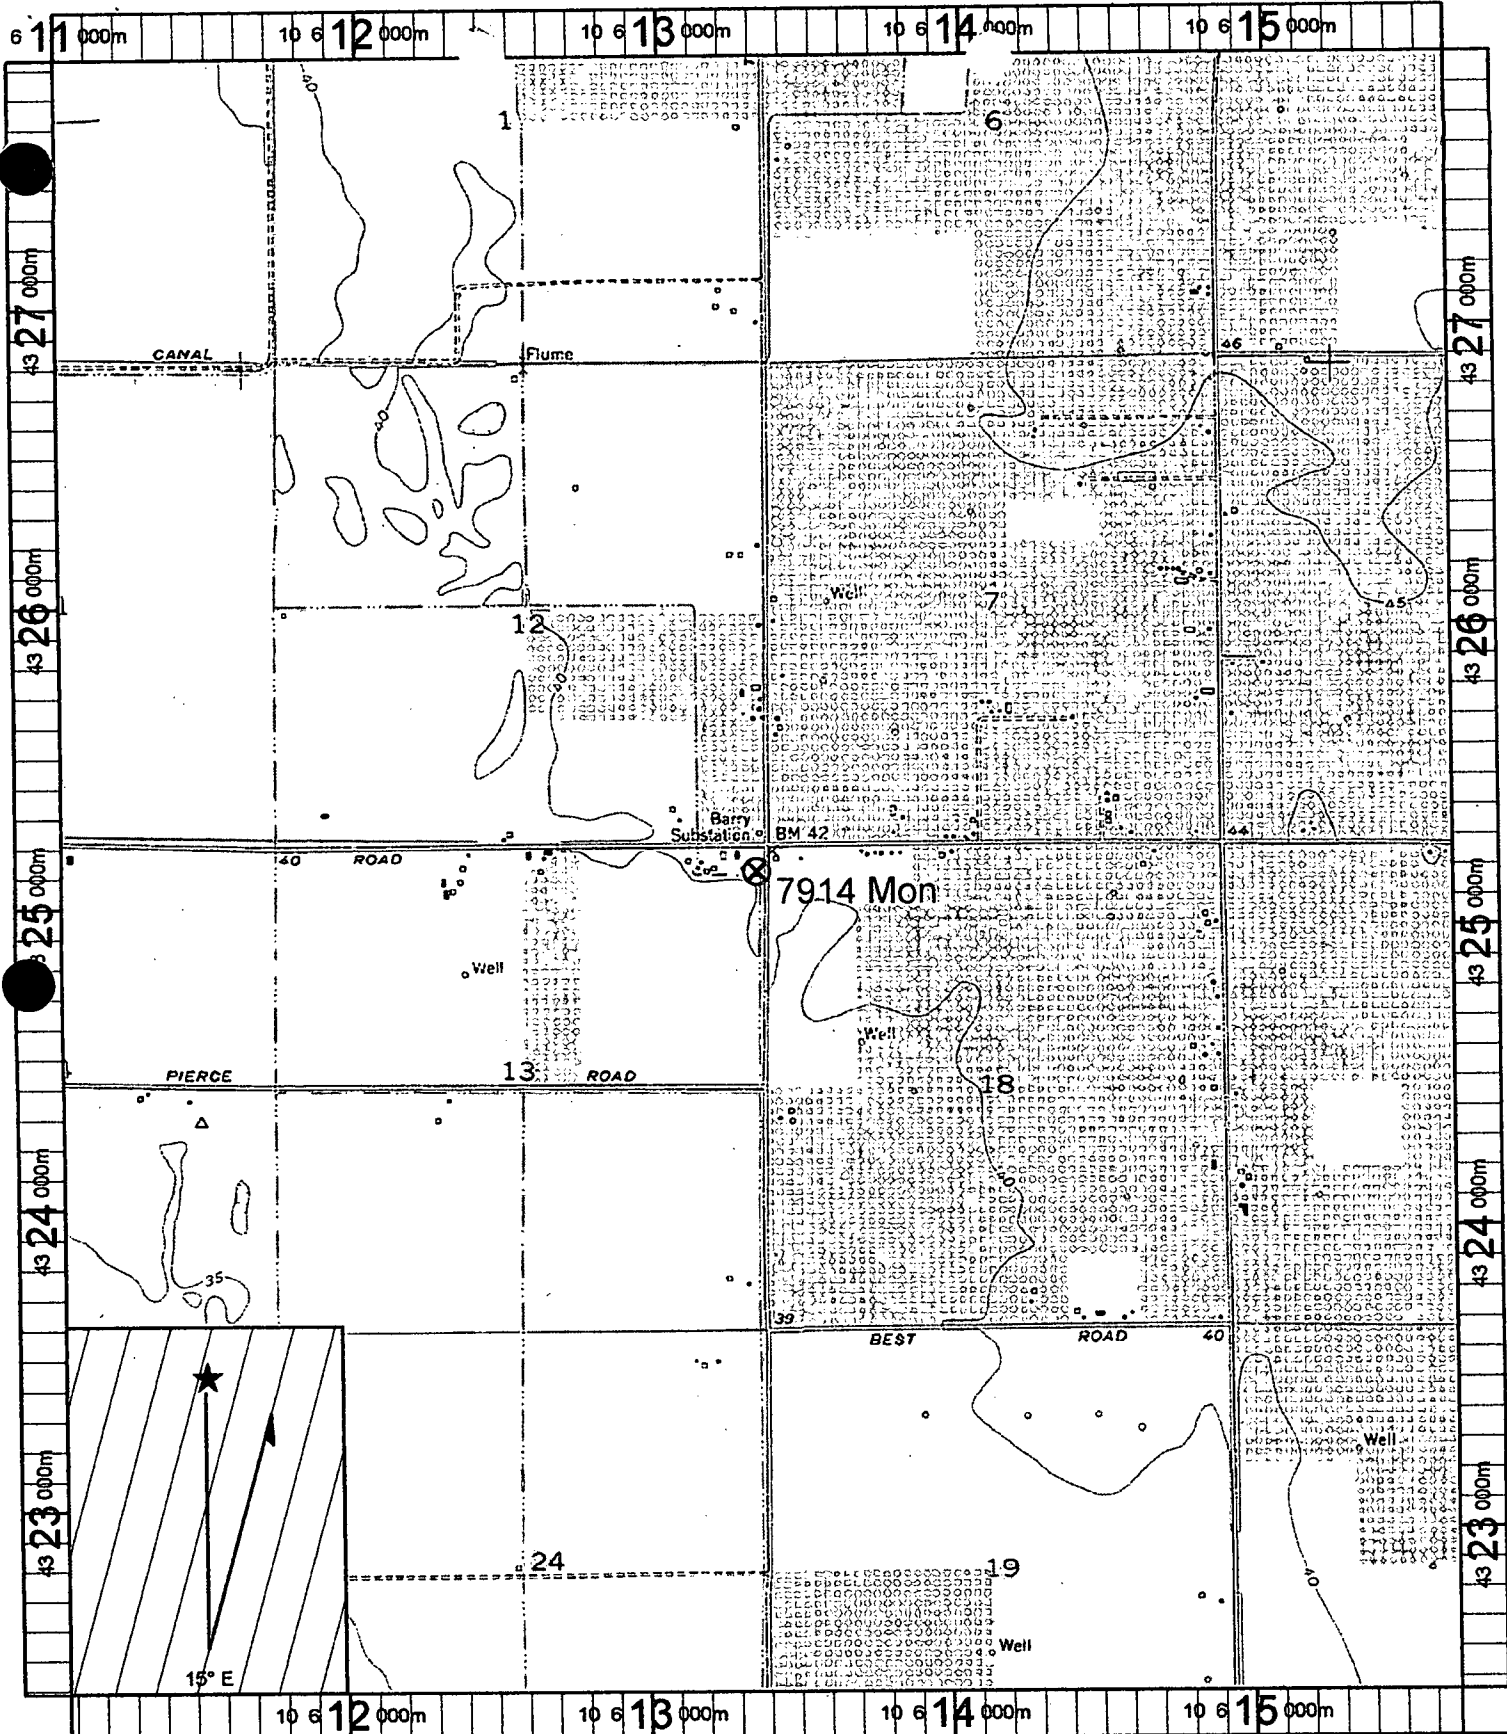 6 11 000m 10 6 12 000m 10 6 13 000m 10 6 14 000m 10 6 15 000m
40
1 6
43 27 000m
43 27 000m
CANAL
Flume
46
40
43 26 000m
43 26 000m
Well
7
45
12
40
Barry
Substation
BM 42
44
40 ROAD
7914 Mon
25 000m
43 25 000m
Well
Well
PIERCE 13 ROAD
18
40
43 24 000m
43 24 000m
35
39
BEST ROAD 40
Well
43 23 000m
43 23 000m
24
19
40
Well
15° E
10 6 12 000m 10 6 13 000m 10 6 14 000m 10 6 15 000m